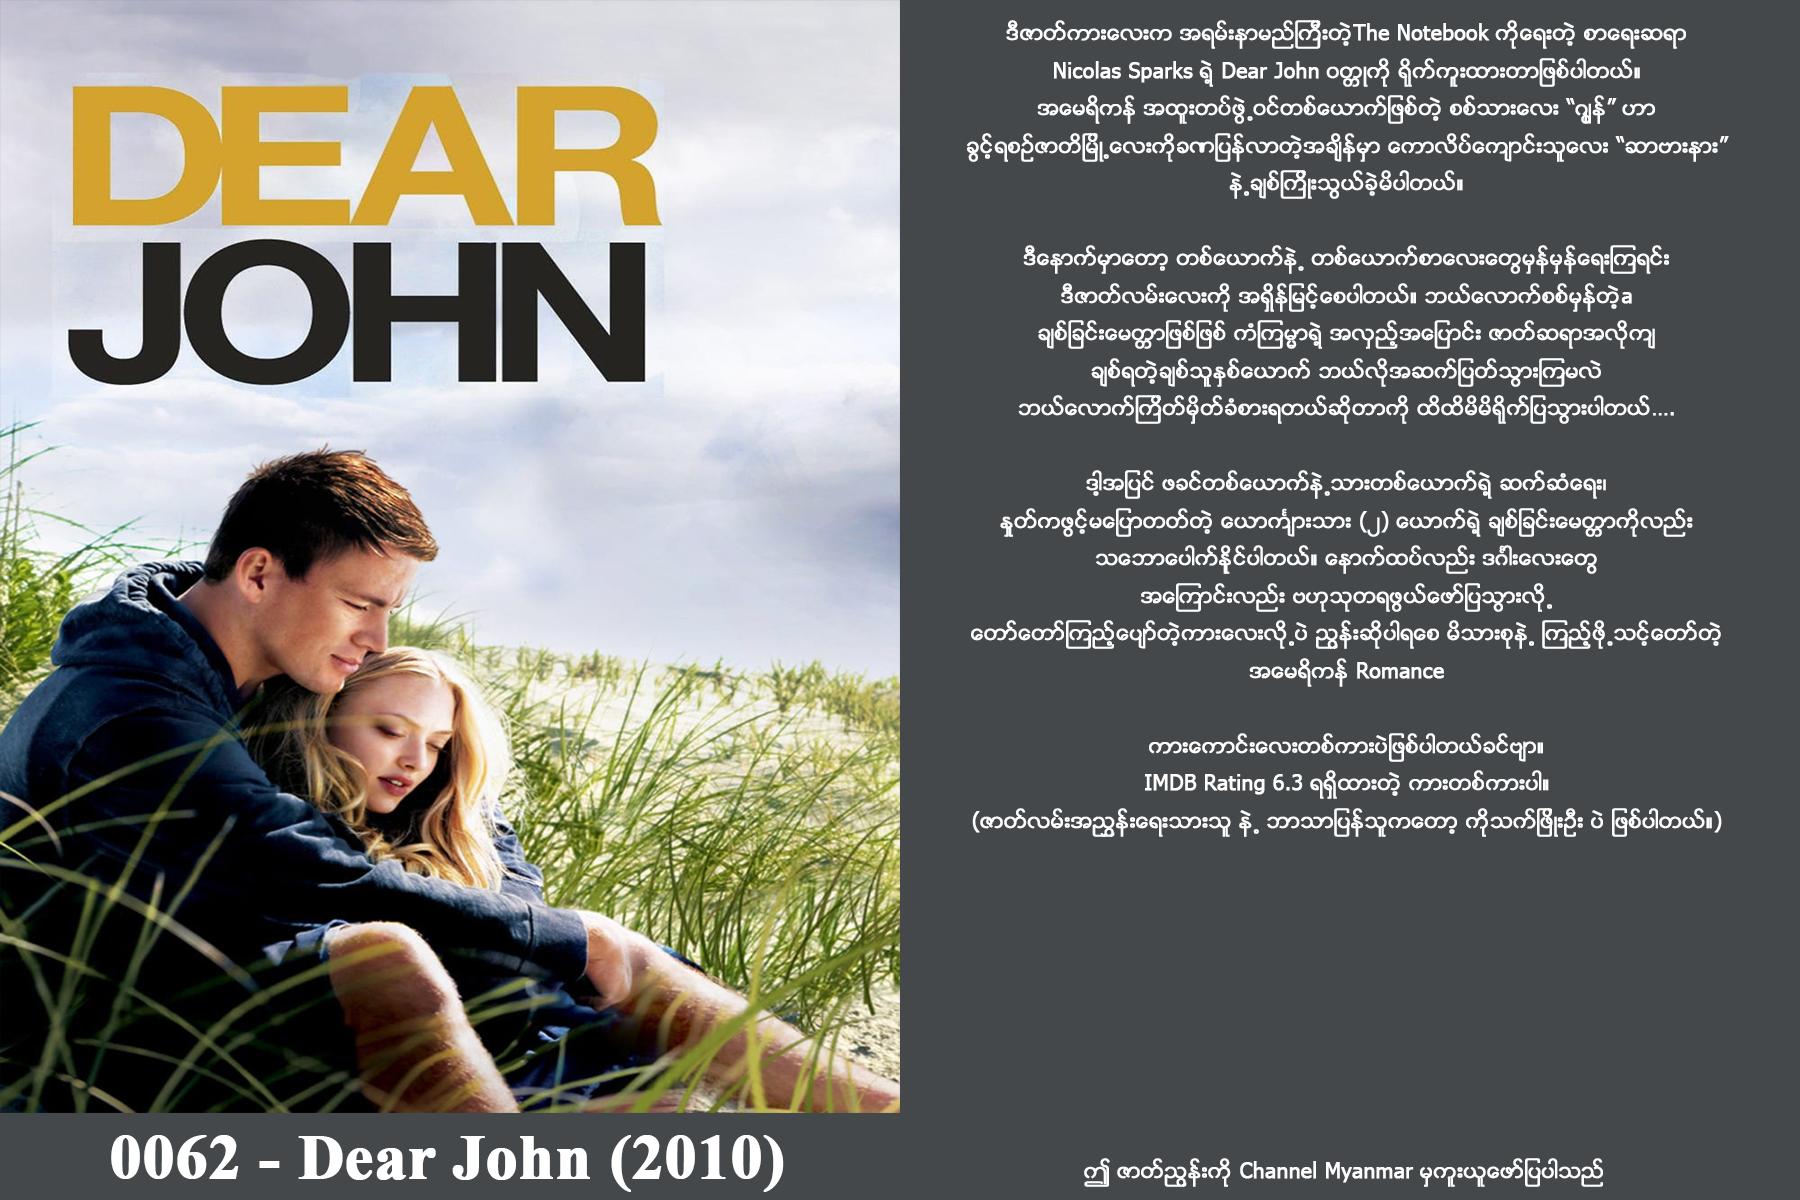 DEAR
JOHN
0062 - Dear John (2010)
ဒီဇာတ်ကားလေးက အရမ်းနာမည်ကြီးတဲ့ The Notebook ကိုရေးတဲ့ စာရေးဆရာ
Nicolas Sparks ရဲ့ Dear John ဝတ္ထုကို ရိုက်ကူးထားတာဖြစ်ပါတယ်။
အမေရိကန် အထူးတပ်ဖွဲ့ဝင်တစ်ယောက်ဖြစ်တဲ့ စစ်သားလေး “ဂျွန်” ဟာ
ခွင့်ရစဉ်ဇာတိမြို့လေးကိုခဏပြန်လာတဲ့အချိန်မှာ ကောလိပ်ကျောင်းသူလေး “ဆာဗားနား”
နဲ့ချစ်ကြိုးသွယ်ခဲ့မိပါတယ်။
ဒီနောက်မှာတော့ တစ်ယောက်နဲ့ တစ်ယောက်စာလေးတွေမှန်မှန်ရေးကြရင်း
ဒီဇာတ်လမ်းလေးကို အရှိန်မြင့်စေပါတယ်။ ဘယ်လောက်စစ်မှန်တဲ့a
ချစ်ခြင်းမေတ္တာဖြစ်ဖြစ် ကံကြမ္မာရဲ့ အလှည့်အပြောင်း ဇာတ်ဆရာအလိုကျ
ချစ်ရတဲ့ချစ်သူနှစ်ယောက် ဘယ်လိုအဆက်ပြတ်သွားကြမလဲ
ဘယ်လောက်ကြိတ်မှိတ်ခံစားရတယ်ဆိုတာကို ထိထိမိမိရိုက်ပြသွားပါတယ်....
ဒါ့အပြင် ဖခင်တစ်ယောက်နဲ့သားတစ်ယောက်ရဲ့ ဆက်ဆံရေး၊
နှုတ်ကဖွင့်မပြောတတ်တဲ့ ယောင်္ကျားသား (၂) ယောက်ရဲ့ ချစ်ခြင်းမေတ္တာကိုလည်း
သဘောပေါက်နိုင်ပါတယ်။ နောက်ထပ်လည်း ဒင်္ဂါးလေးတွေ
အကြောင်းလည်း ဗဟုသုတရဖွယ်ဖော်ပြသွားလို့
တော်တော်ကြည့်ပျော်တဲ့ကားလေးလို့ပဲ ညွှန်းဆိုပါရစေ မိသားစုနဲ့ ကြည့်ဖို့သင့်တော်တဲ့
အမေရိကန် Romance
ကားကောင်းလေးတစ်ကားပဲဖြစ်ပါတယ်ခင်ဗျာ။
IMDB Rating 6.3 ရရှိထားတဲ့ ကားတစ်ကားပါ။
(ဇာတ်လမ်းအညွှန်းရေးသားသူ နဲ့ ဘာသာပြန်သူကတော့ ကိုသက်ဖြိုးဦး ပဲ ဖြစ်ပါတယ်။)
ဤ ဇာတ်ညွှန်းကို Channel Myanmar မှကူးယူဖော်ပြပါသည်